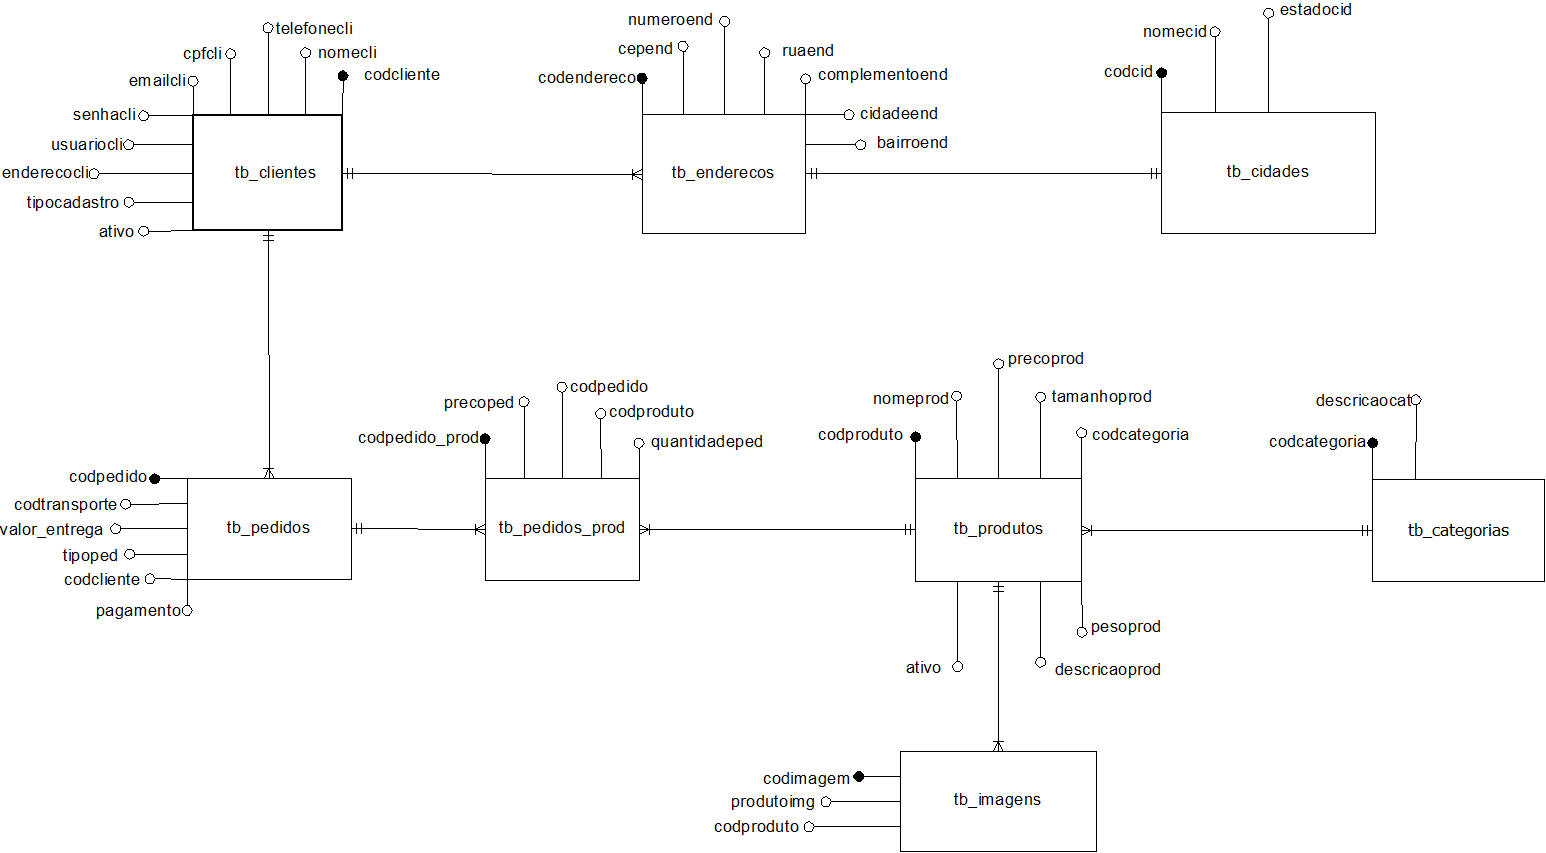 telefonecli
cpfcli
nomecli
emailcli
codcliente
senhacli
usuariocli
enderecocli
tipocadastro
ativo
tb_clientes
numeroend
cepend
ruaend
codendereco
complementoend
cidadeend
bairroend
tb_enderecos
estadocid
nomecid
codcid
tb_cidades
codpedido
codtransporte
valor_entrega
tipoped
codcliente
pagamento
tb_pedidos
codpedido
precoped
codproduto
codpedido_prod
quantidadeped
tb_pedidos_prod
precoprod
nomeprod
tamanhoprod
codproduto
codcategoria
tb_produtos
ativo
pesoprod
descricaoprod
descricaocat
codcategoria
tb_categorias
codimagem
produtoimg
codproduto
tb_imagens